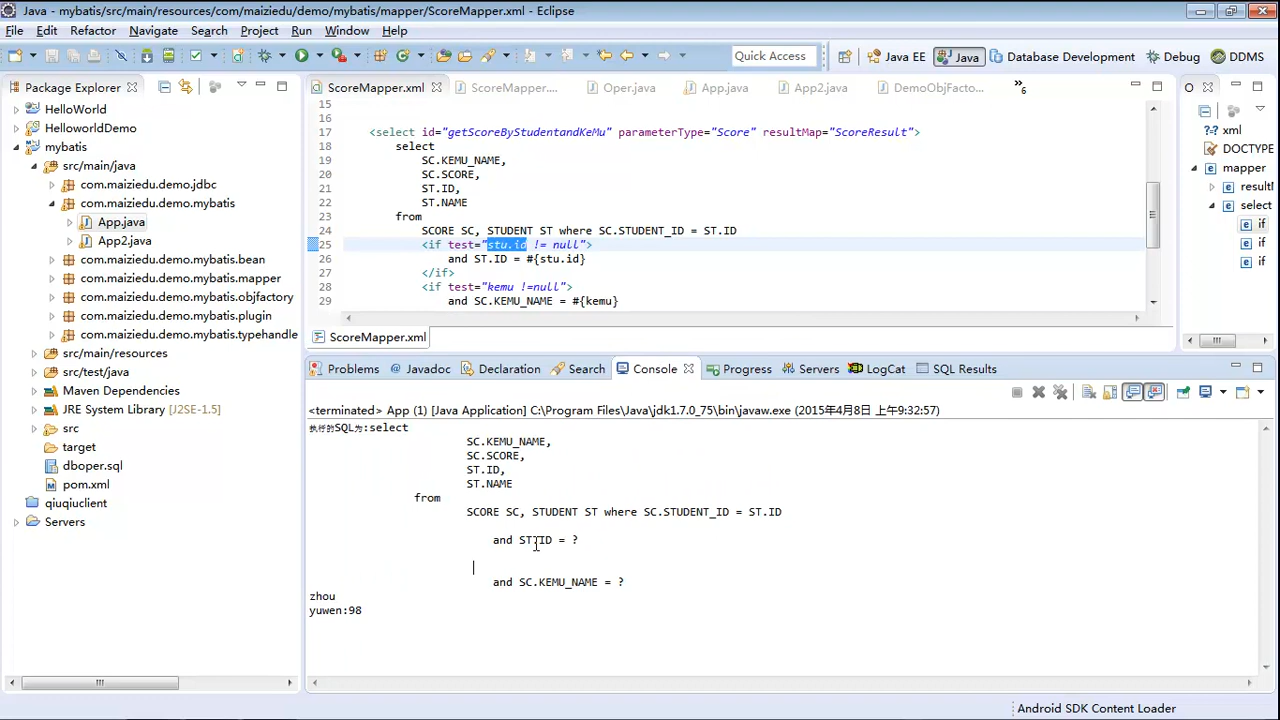 Java - mybatis/src/main/resources/com/maiziedu/demo/mybatis/mapper/ScoreMapper.xml - Eclipse
File Edit Refactor Navigate Search Project Run Window Help
Quick Access
Java EE
Java
Database Development
Debug
DDMS
Package Explorer
HelloWorld
HelloworldDemo
mybatis
src/main/java
com.maiziedu.demo.jdbc
com.maiziedu.demo.mybatis
App.java
App2.java
com.maiziedu.demo.mybatis.bean
com.maiziedu.demo.mybatis.mapper
com.maiziedu.demo.mybatis.objfactory
com.maiziedu.demo.mybatis.plugin
com.maiziedu.demo.mybatis.typehandle
src/main/resources
src/test/java
Maven Dependencies
JRE System Library [J2SE-1.5]
src
target
dboper.sql
pom.xml
qiuqiuclient
Servers
ScoreMapper.xml
ScoreMapper....
Oper.java
App.java
App2.java
DemoObjFacto...
»6
15
16
17 <select id="getScoreByStudentandKeMu" parameterType="Score" resultMap="ScoreResult">
18 select
19 SC.KEMU_NAME,
20 SC.SCORE,
21 ST.ID,
22 ST.NAME
23 from
24 SCORE SC, STUDENT ST where SC.STUDENT_ID = ST.ID
25 <if test="stu.id != null">
26 and ST.ID = #{stu.id}
27 </if>
28 <if test="kemu !=null">
29 and SC.KEMU_NAME = #{kemu}
ScoreMapper.xml
O
xml
DOCTYPE
mapper
result
select
if
if
if
Problems
Javadoc
Declaration
Search
Console
Progress
Servers
LogCat
SQL Results
<terminated> App (1) [Java Application] C:\Program Files\Java\jdk1.7.0_75\bin\javaw.exe (2015年4月8日 上午9:32:57)
执行的SQL为:select
SC.KEMU_NAME,
SC.SCORE,
ST.ID,
ST.NAME
from
SCORE SC, STUDENT ST where SC.STUDENT_ID = ST.ID
and ST.ID = ?
and SC.KEMU_NAME = ?
zhou
yuwen:98
Android SDK Content Loader